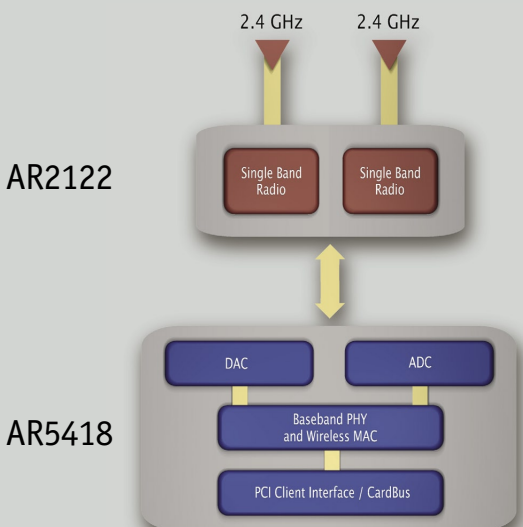 2.4 GHz 2.4 GHz
AR2122
Single Band
Radio
Single Band
Radio
AR5418
DAC
ADC
Baseband PHY
and Wireless MAC
PCI Client Interface / CardBus